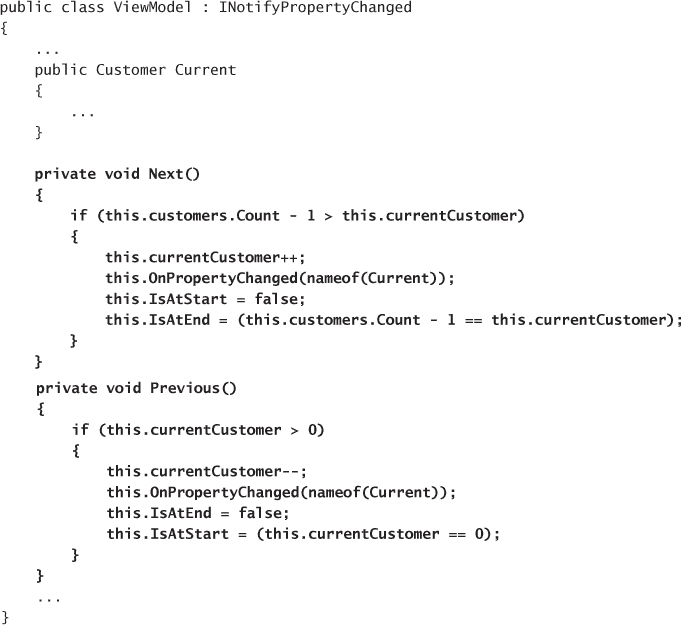 public class ViewModel : INotifyPropertyChanged
{
    ...
    public Customer Current
    {
        ...
    }
    private void Next()
    {
        if (this.customers.Count - 1 > this.currentCustomer)
        {
            this.currentCustomer++;
            this.OnPropertyChanged(nameof(Current));
            this.IsAtStart = false;
            this.IsAtEnd = (this.customers.Count - 1 == this.currentCustomer);
        }
    }
    private void Previous()
    {
        if (this.currentCustomer > 0)
        {
            this.currentCustomer--;
            this.OnPropertyChanged(nameof(Current));
            this.IsAtEnd = false;
            this.IsAtStart = (this.currentCustomer == 0);
        }
    }
    ...
}